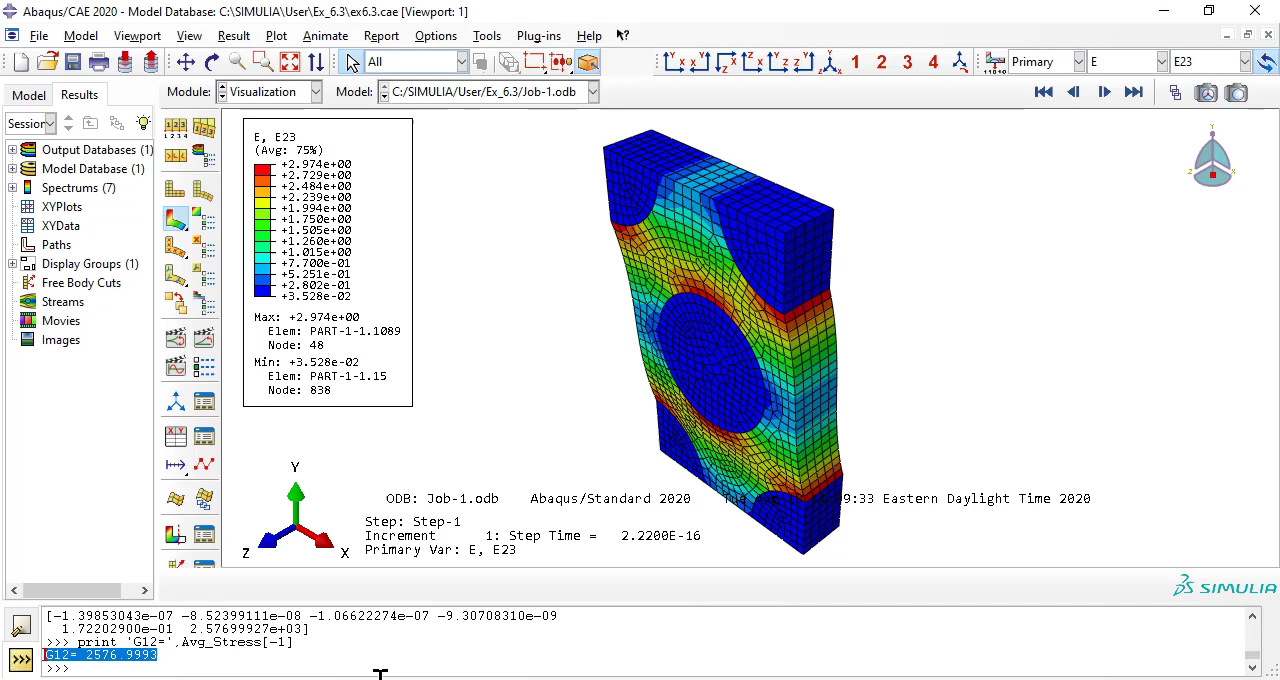 Abaqus/CAE 2020 - Model Database: C:\SIMULIA\User\Ex_6.3\ex6.3.cae [Viewport: 1]
File Model Viewport View Result Plot Animate Report Options Tools Plug-ins Help
All 1 2 3 4 Primary E E23
Model Results Module: Visualization Model: C:/SIMULIA/User/Ex_6.3/Job-1.odb
Session
Output Databases (1)
Model Database (1)
Spectrums (7)
XYPlots
XYData
Paths
Display Groups (1)
Free Body Cuts
Streams
Movies
Images
E, E23
(Avg: 75%)
+2.974e+00
+2.729e+00
+2.484e+00
+2.239e+00
+1.994e+00
+1.750e+00
+1.505e+00
+1.260e+00
+1.015e+00
+7.700e-01
+5.251e-01
+2.802e-01
+3.528e-02
Max: +2.974e+00
Elem: PART-1-1.1089
Node: 48
Min: +3.528e-02
Elem: PART-1-1.15
Node: 838
Y
Z X
Y
Z X
ODB: Job-1.odb Abaqus/Standard 2020 Eastern Daylight Time 2020
Step: Step-1
Increment 1: Step Time = 2.2200E-16
Primary Var: E, E23
SIMULIA
[-1.39853043e-07 -8.52399111e-08 -1.06622274e-07 -9.30708310e-09
1.72202900e-01 2.57699927e+03]
>>> print 'G12=',Avg_Stress[-1]
G12= 2576.9993
>>>